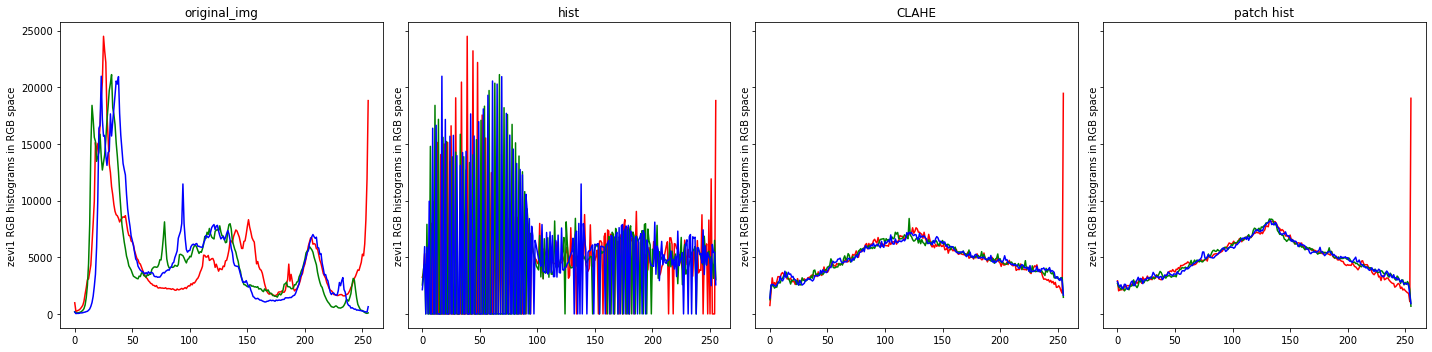 original_img
hist
CLAHE
patch hist
zevi1 RGB histograms in RGB space
zevi1 RGB histograms in RGB space
zevi1 RGB histograms in RGB space
zevi1 RGB histograms in RGB space
25000
20000
15000
10000
5000
0
0 50 100 150 200 250
0 50 100 150 200 250
0 50 100 150 200 250
0 50 100 150 200 250